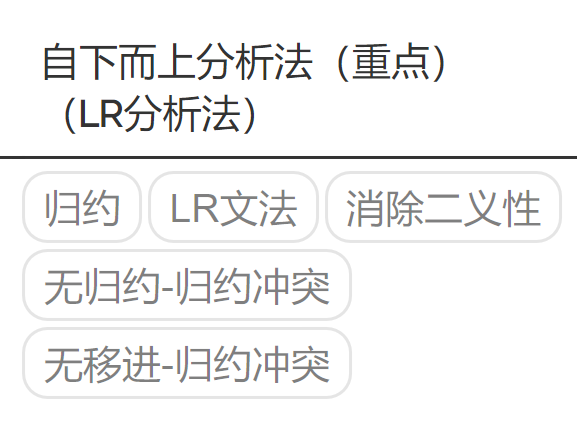 自下而上分析法（重点）
（LR分析法）
归约 LR文法 消除二义性
无归约-归约冲突
无移进-归约冲突